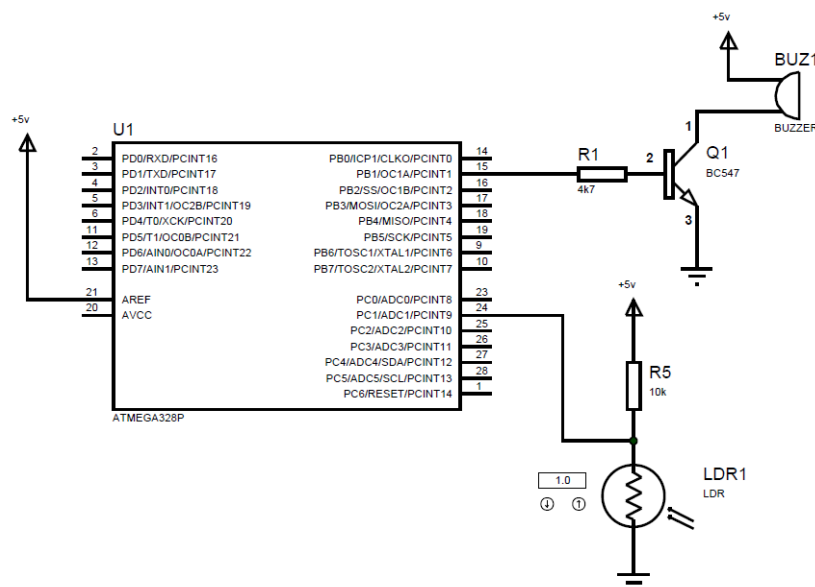 +5v
BUZ1
BUZZER
+5v
U1
2 PD0/RXD/PCINT16 PB0/ICP1/CLKO/PCINT0 14
3 PD1/TXD/PCINT17 PB1/OC1A/PCINT1 15
4 PD2/INT0/PCINT18 PB2/SS/OC1B/PCINT2 16
5 PD3/INT1/OC2B/PCINT19 PB3/MOSI/OC2A/PCINT3 17
6 PD4/T0/XCK/PCINT20 PB4/MISO/PCINT4 18
11 PD5/T1/OC0B/PCINT21 PB5/SCK/PCINT5 19
12 PD6/AIN0/OC0A/PCINT22 PB6/TOSC1/XTAL1/PCINT6 9
13 PD7/AIN1/PCINT23 PB7/TOSC2/XTAL2/PCINT7 10
21 AREF PC0/ADC0/PCINT8 23
20 AVCC PC1/ADC1/PCINT9 24
PC2/ADC2/PCINT10 25
PC3/ADC3/PCINT11 26
PC4/ADC4/SDA/PCINT12 27
PC5/ADC5/SCL/PCINT13 28
PC6/RESET/PCINT14 1
ATMEGA328P
R1
4k7
1
2
3
Q1
BC547
+5v
R5
10k
1.0
LDR1
LDR